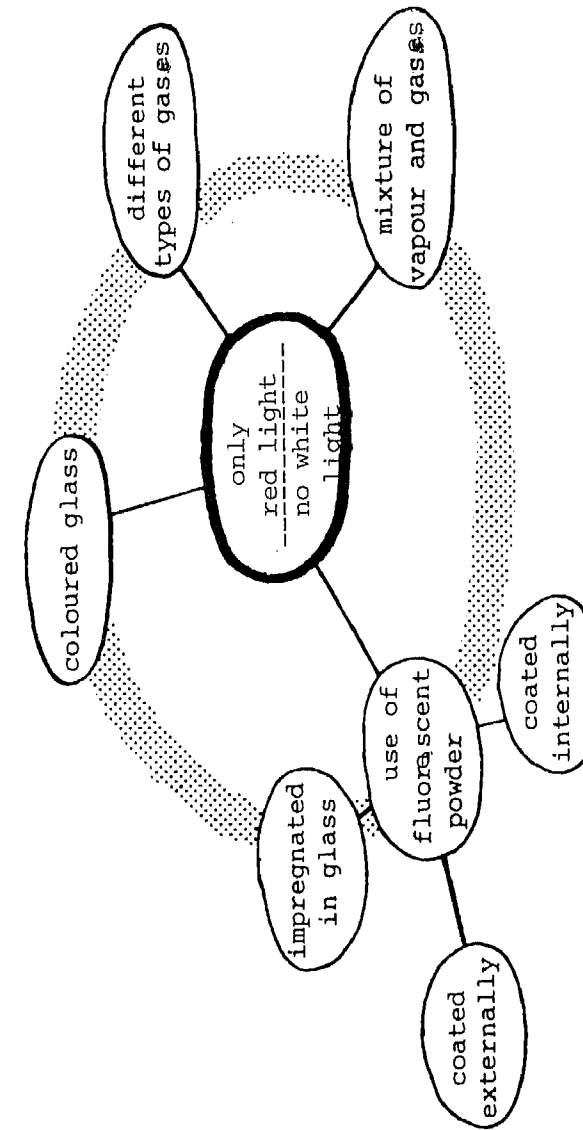 different
types of gases
mixture of
vapour and gases
coloured glass
only
red light
no white
light
use of
fluorescent
powder
impregnated
in glass
coated
internally
coated
externally